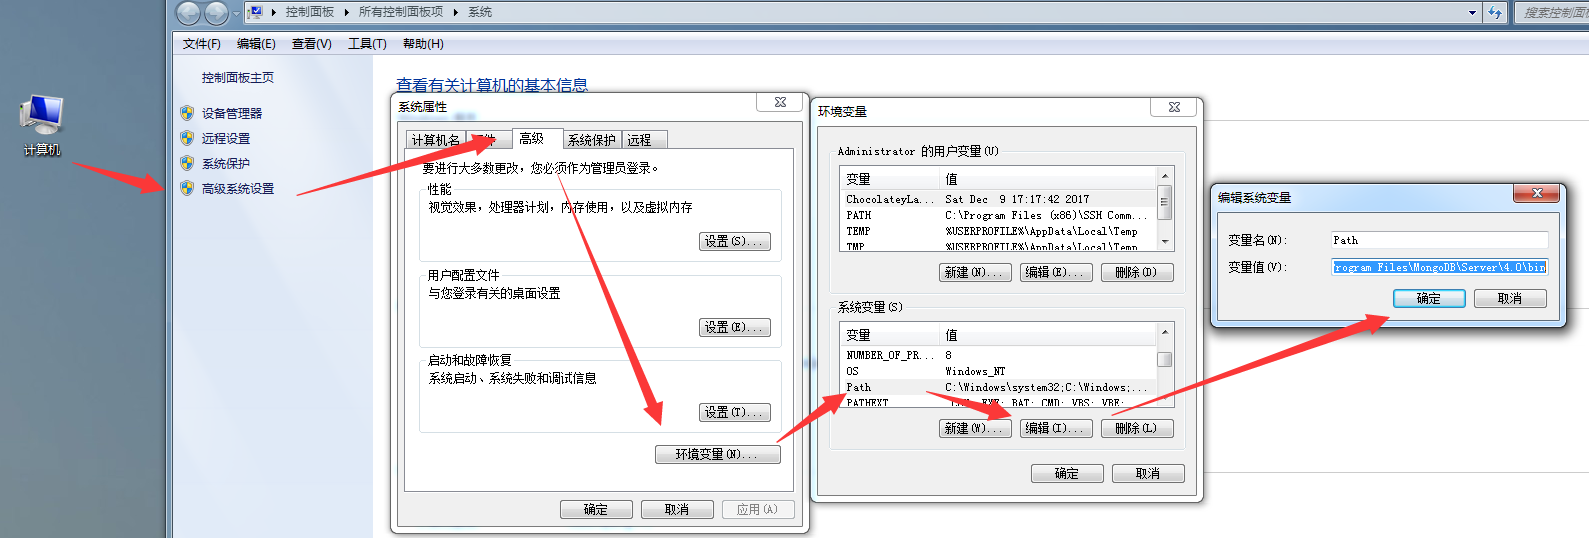 控制面板 ▸ 所有控制面板项 ▸ 系统
搜索控制面
文件(F) 编辑(E) 查看(V) 工具(T) 帮助(H)
计算机
控制面板主页
设备管理器
远程设置
系统保护
高级系统设置
查看有关计算机的基本信息
系统属性
计算机名 件 高级 系统保护 远程
要进行大多数更改，您必须作为管理员登录。
性能
视觉效果，处理器计划，内存使用，以及虚拟内存
设置(S)...
用户配置文件
与您登录有关的桌面设置
设置(E)...
启动和故障恢复
系统启动、系统失败和调试信息
设置(T)...
环境变量(N)...
确定 取消 应用(A)
环境变量
Administrator 的用户变量(U)
变量 值
ChocolateyLa... Sat Dec 9 17:17:42 2017
PATH C:\Program Files (x86)\SSH Comm...
TEMP %USERPROFILE%\AppData\Local\Temp
TMP %USERPROFILE%\AppData\Local\Temp
新建(N)... 编辑(E)... 删除(D)
系统变量(S)
变量 值
NUMBER_OF_PR... 8
OS Windows_NT
Path C:\Windows\system32;C:\Windows;...
PATHEXT .EXE; .BAT; .CMD; .VBS; .VBE;
新建(W)... 编辑(I)... 删除(L)
确定 取消
编辑系统变量
变量名(N): Path
变量值(V): rogram Files\MongoDB\Server\4.0\bin
确定 取消